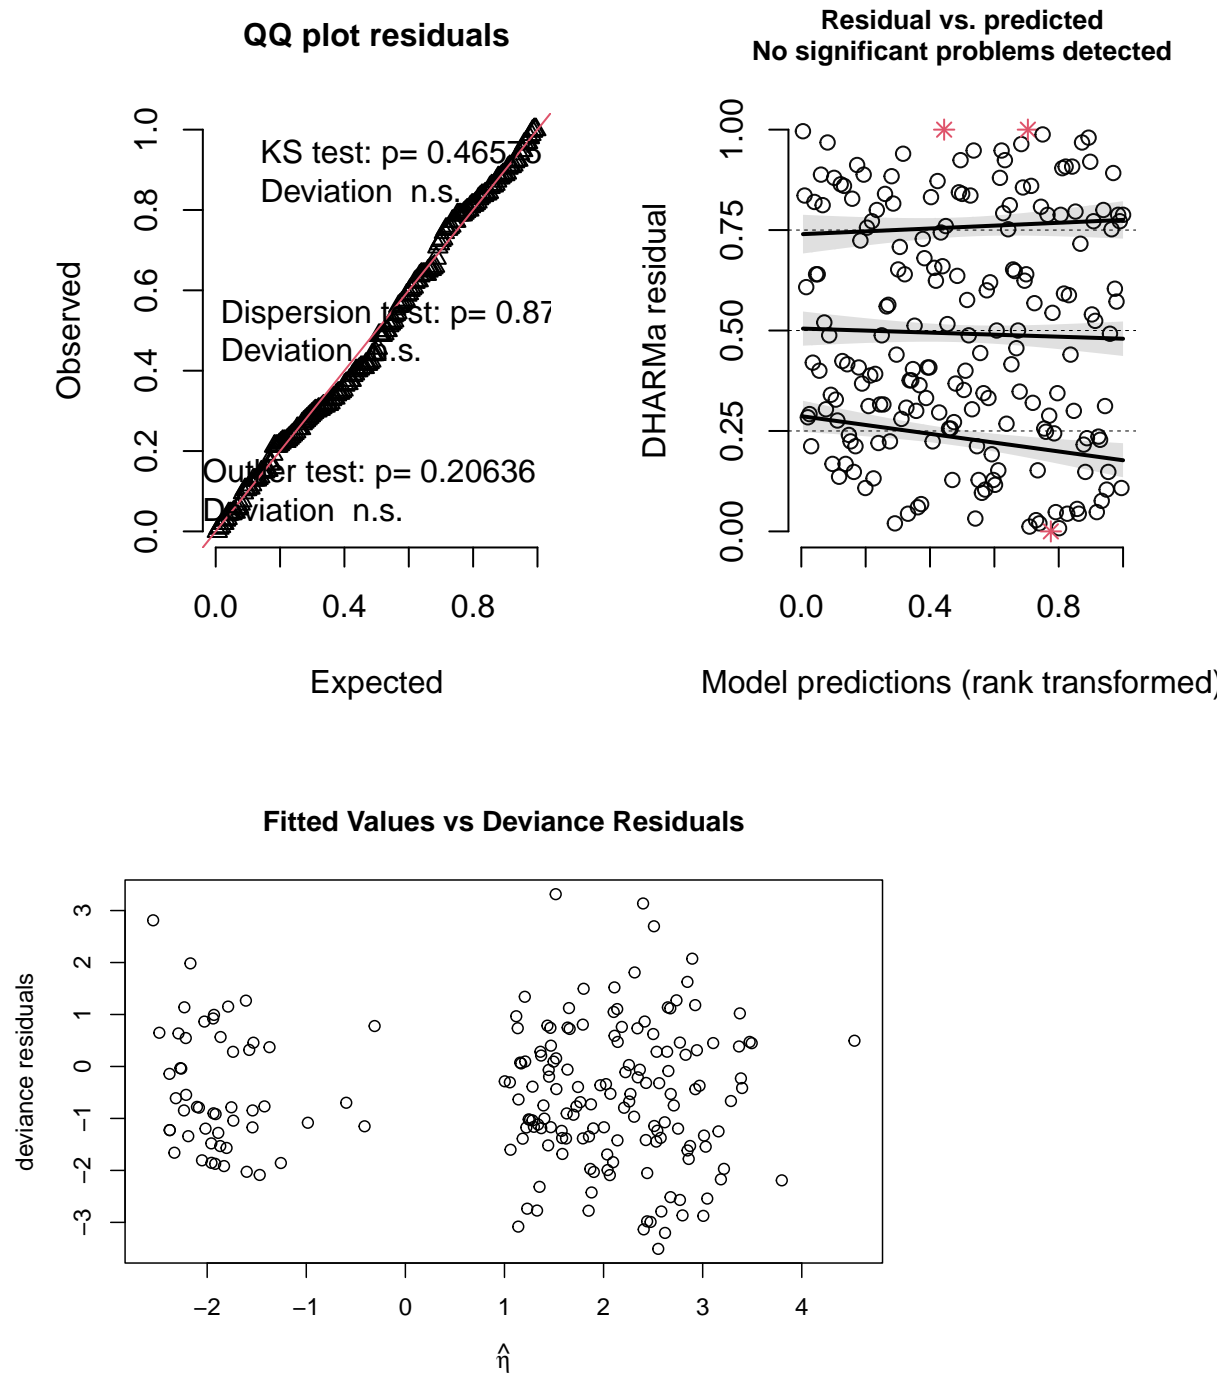 QQ plot residuals
KS test: p= 0.46576
Deviation n.s.
Dispersion test: p= 0.87
Deviation n.s.
Outlier test: p= 0.20636
Deviation n.s.
Observed
0.0 0.2 0.4 0.6 0.8 1.0
0.0 0.4 0.8
Expected
Residual vs. predicted
No significant problems detected
DHARMa residual
0.00 0.25 0.50 0.75 1.00
0.0 0.4 0.8
Model predictions (rank transformed)
Fitted Values vs Deviance Residuals
deviance residuals
−3 −2 −1 0 1 2 3
−2 −1 0 1 2 3 4
η̂